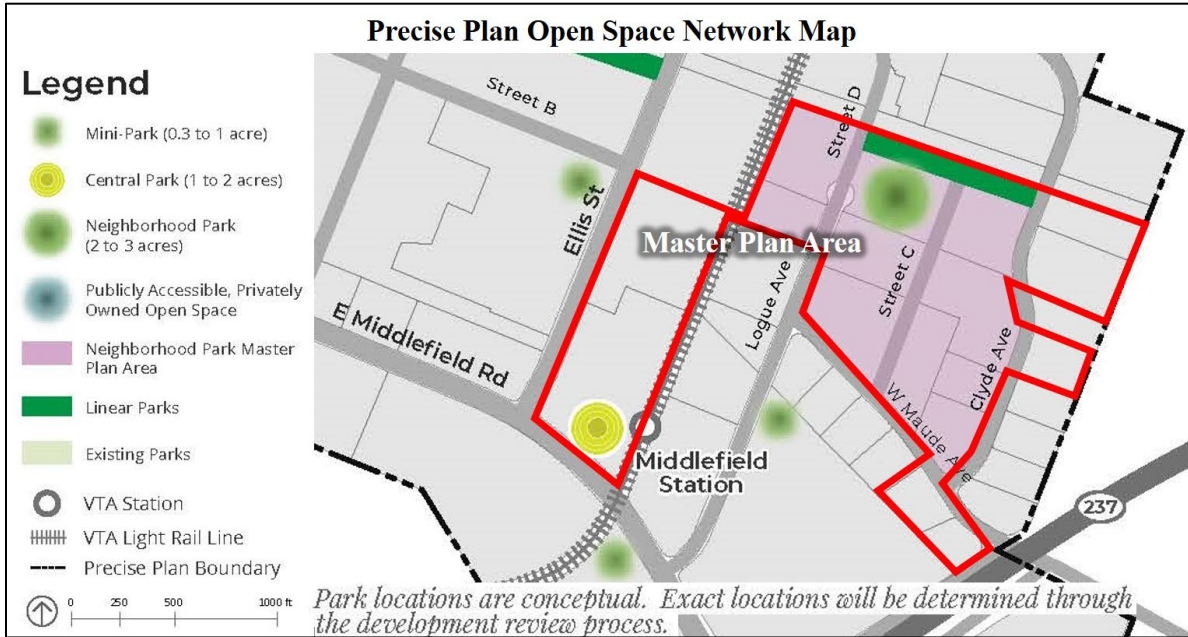 Precise Plan Open Space Network Map
Legend
Mini-Park (0.3 to 1 acre)
Central Park (1 to 2 acres)
Neighborhood Park
(2 to 3 acres)
Publicly Accessible, Privately
Owned Open Space
Neighborhood Park Master
Plan Area
Linear Parks
Existing Parks
VTA Station
VTA Light Rail Line
Precise Plan Boundary
0 250 500 1000 ft
Street B
Ellis St
E Middlefield Rd
Street D
Master Plan Area
Logue Ave
Street C
Clyde Ave
W Maude Ave
Middlefield
Station
237
Park locations are conceptual. Exact locations will be determined through
the development review process.